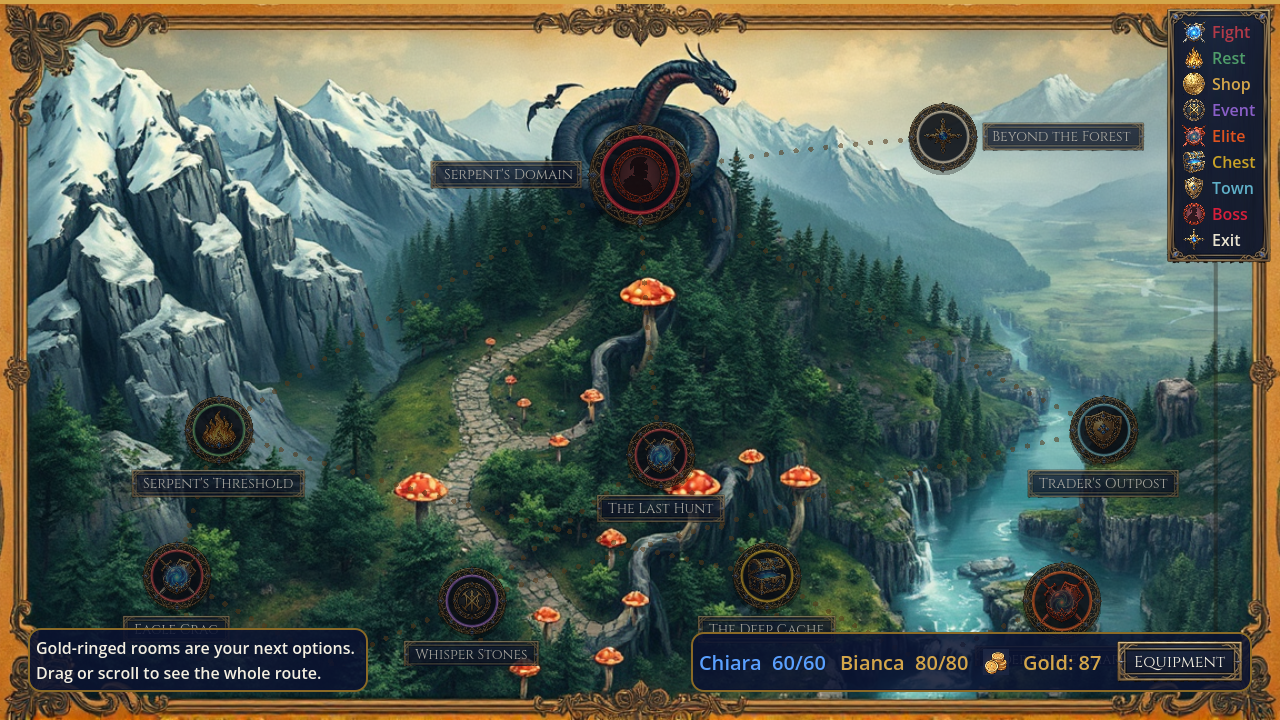 Fight
Rest
Shop
Event
Elite
Chest
Town
Boss
Exit
BEYOND THE FOREST
SERPENT'S DOMAIN
SERPENT'S THRESHOLD
THE LAST HUNT
TRADER'S OUTPOST
EAGLE CRAG
WHISPER STONES
THE DEEP CACHE
Gold-ringed rooms are your next options.
Drag or scroll to see the whole route.
Chiara 60/60 Bianca 80/80 Gold: 87 EQUIPMENT